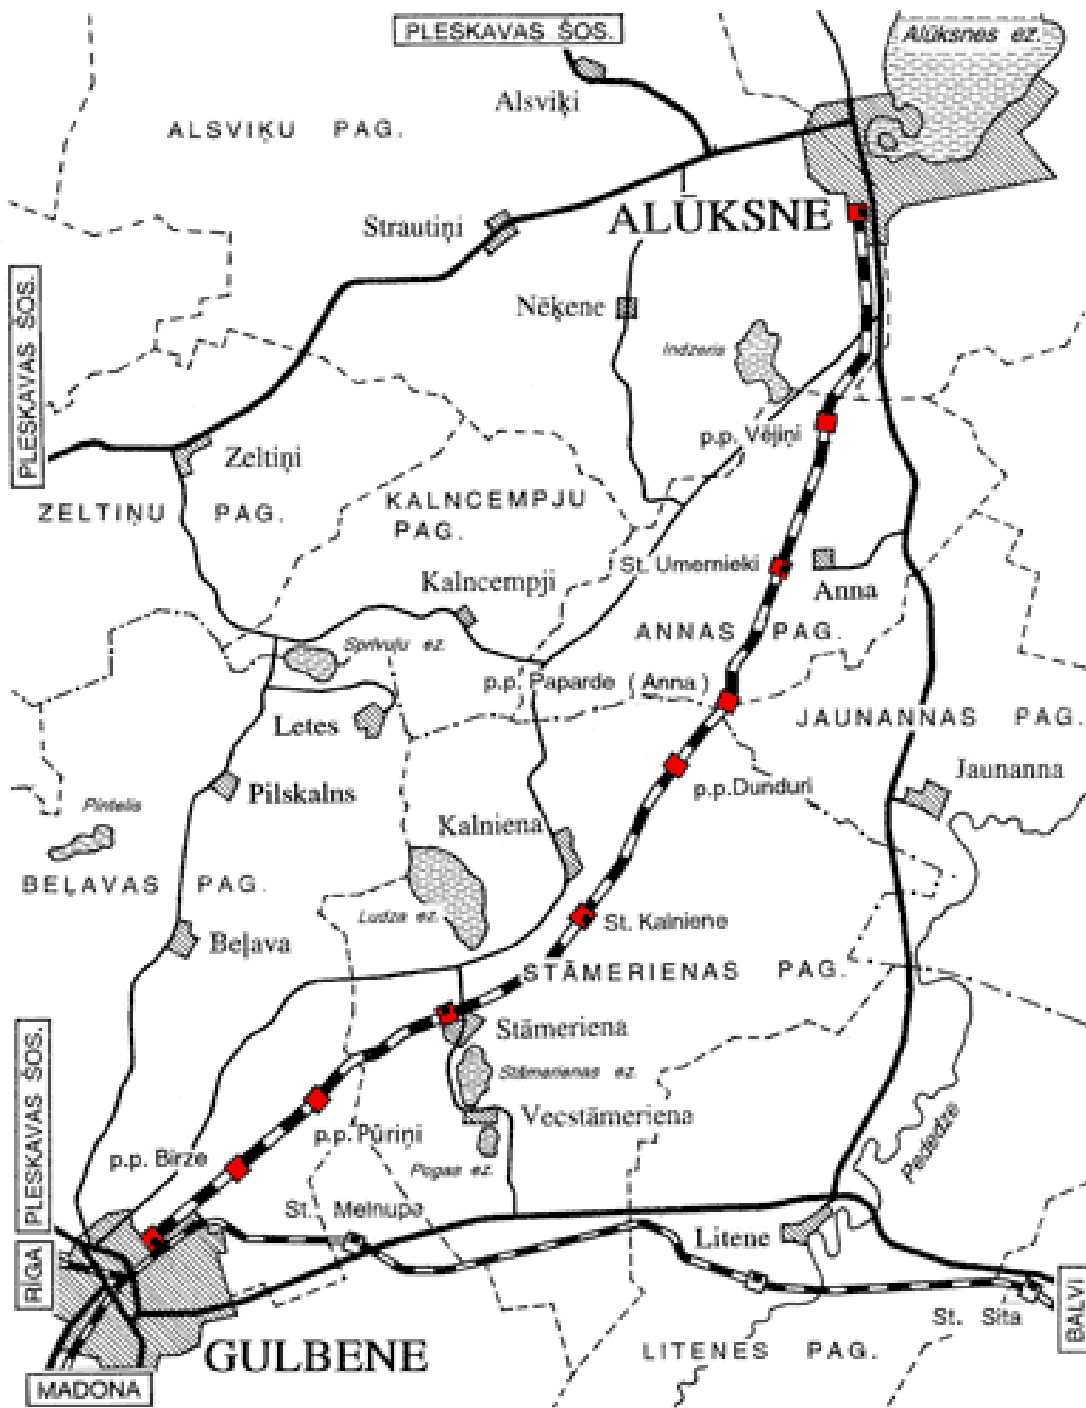 PLESKAVAS ŠOS.
Alūksnes ez.
Alsviķi
ALSVIĶU PAG.
ALŪKSNE
Strautiņi
PLESKAVAS ŠOS.
Nēķene
Indzeris
p.p. Vējiņi
Zeltiņi
ZELTIŅU PAG.
KALNCEMPJU
PAG.
St. Umernieki
Kalncempji
Anna
ANNAS PAG.
Sprīvuļu ez.
p.p. Paparde (Anna)
Letes
JAUNANNAS PAG.
Jaunanna
p.p. Dunduri
Pilskalns
Pintelis
Kalniena
BEĻAVAS PAG.
Ludza ez.
St. Kalniene
Beļava
STĀMERIENAS PAG.
Stāmeriena
PLESKAVAS ŠOS.
Stāmerienas ez.
Vecstāmeriena
Pededze
p.p. Pūriņi
p.p. Birze
Pogas ez.
St. Melnupe
Litene
RĪGA
BALVI
St. Sita
GULBENE
LITENES PAG.
MADONA